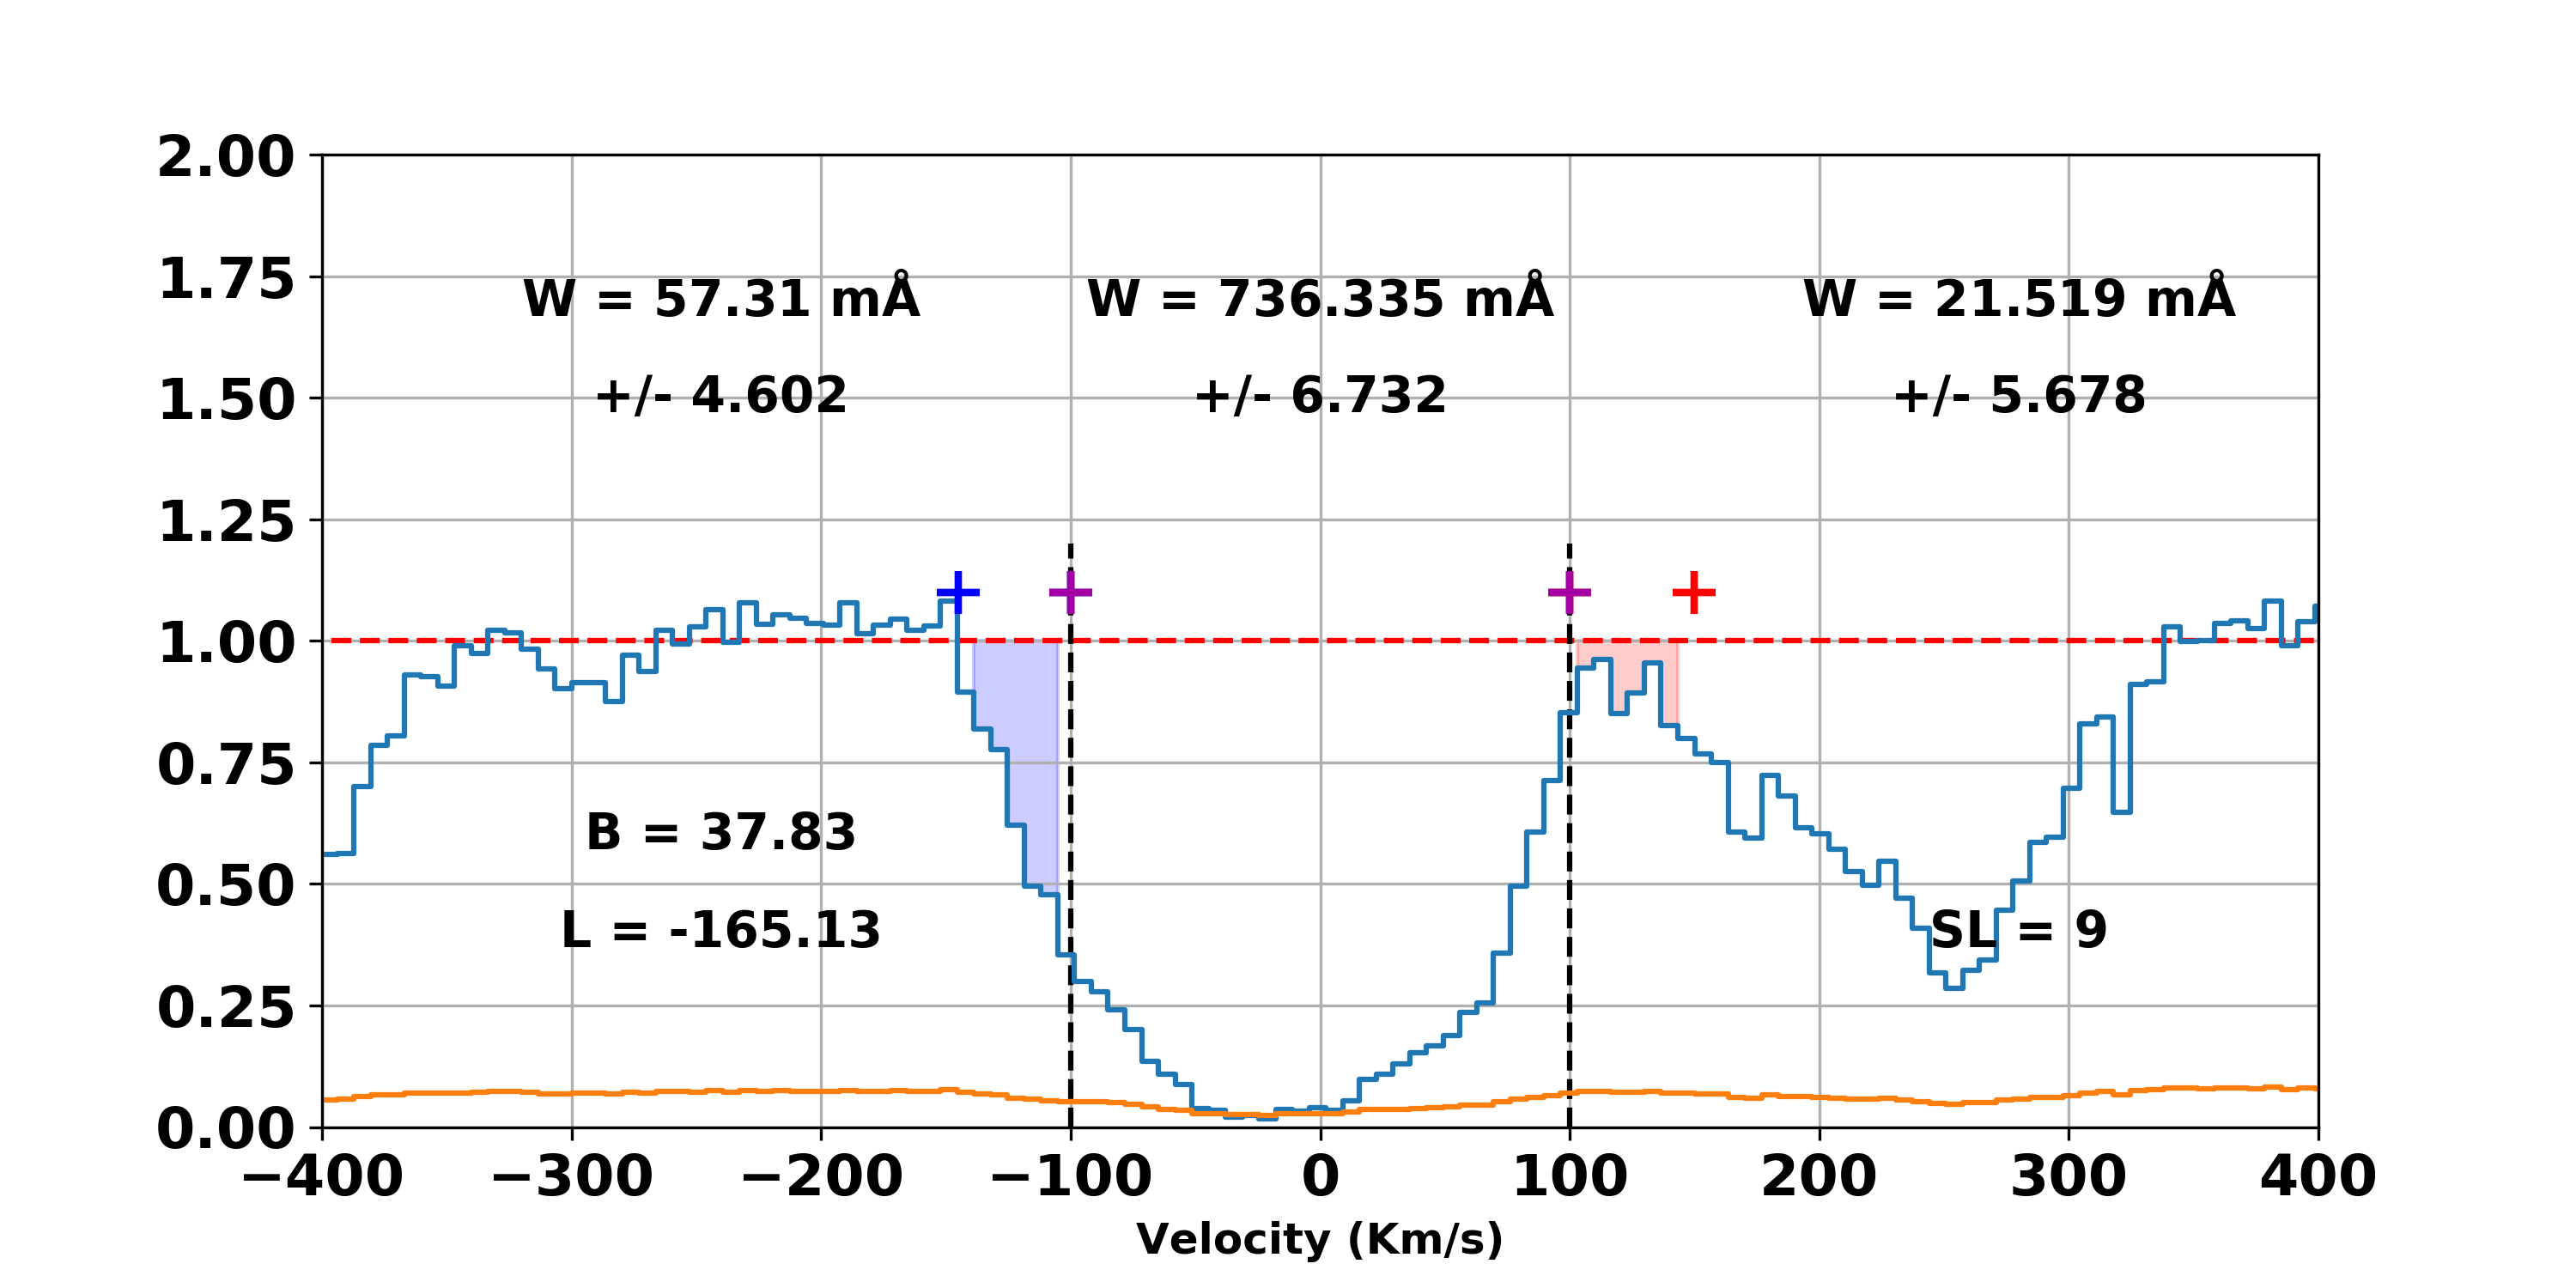 2.00
1.75
W = 57.31 mÅ W = 736.335 mÅ W = 21.519 mÅ
1.50
+/- 4.602 +/- 6.732 +/- 5.678
1.25
1.00
0.75
B = 37.83
0.50
L = -165.13 SL = 9
0.25
0.00
−400 −300 −200 −100 0 100 200 300 400
Velocity (Km/s)